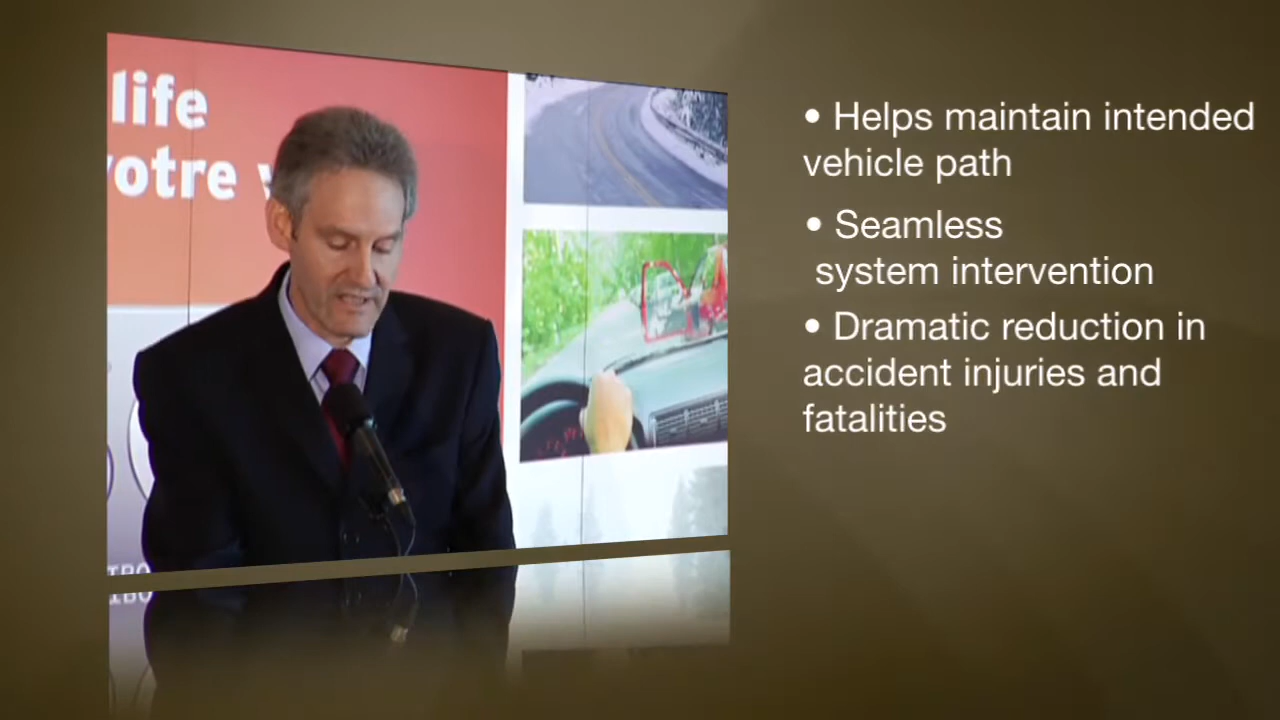 life
votre
• Helps maintain intended
vehicle path
• Seamless
system intervention
• Dramatic reduction in
accident injuries and
fatalities